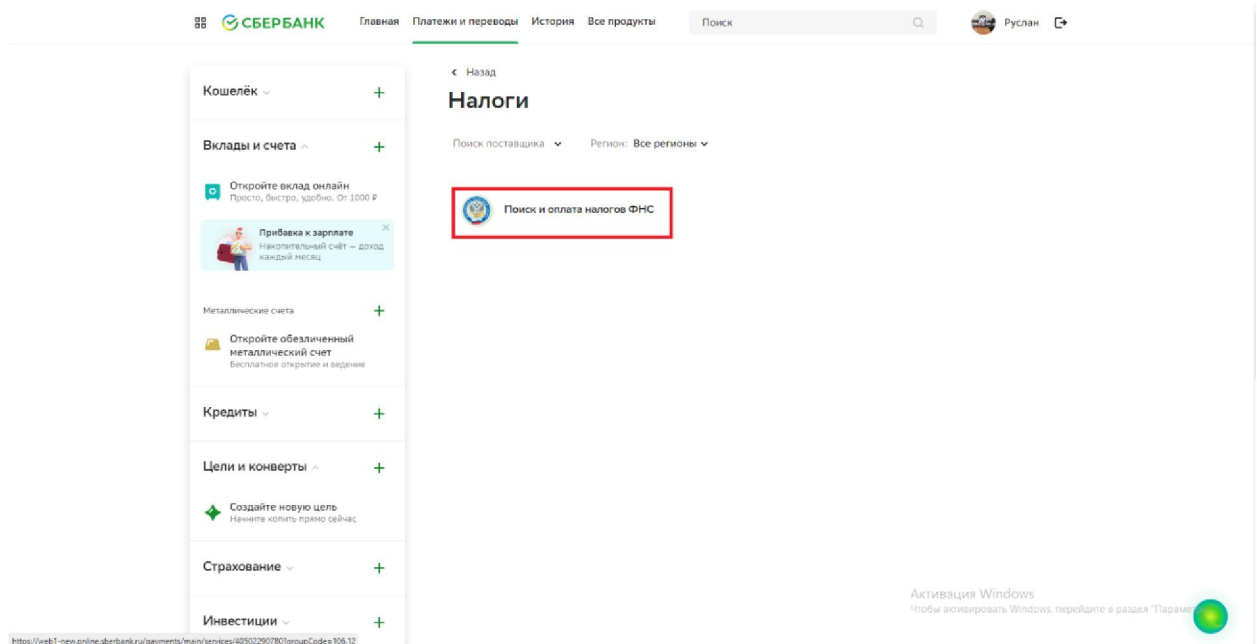 СБЕРБАНК Главная Платежи и переводы История Все продукты Поиск Руслан
Назад
Кошелёк
Налоги
Вклады и счета
Поиск поставщика Регион: Все регионы
Откройте вклад онлайн
Просто, быстро, удобно. От 1000 ₽
Поиск и оплата налогов ФНС
Прибавка к зарплате
Накопительный счёт – доход
каждый месяц
Металлические счета
Откройте обезличенный
металлический счет
Бесплатное открытие и ведение
Кредиты
Цели и конверты
Создайте новую цель
Начните копить прямо сейчас
Страхование
Активация Windows
Чтобы активировать Windows, перейдите в раздел "Параме
Инвестиции